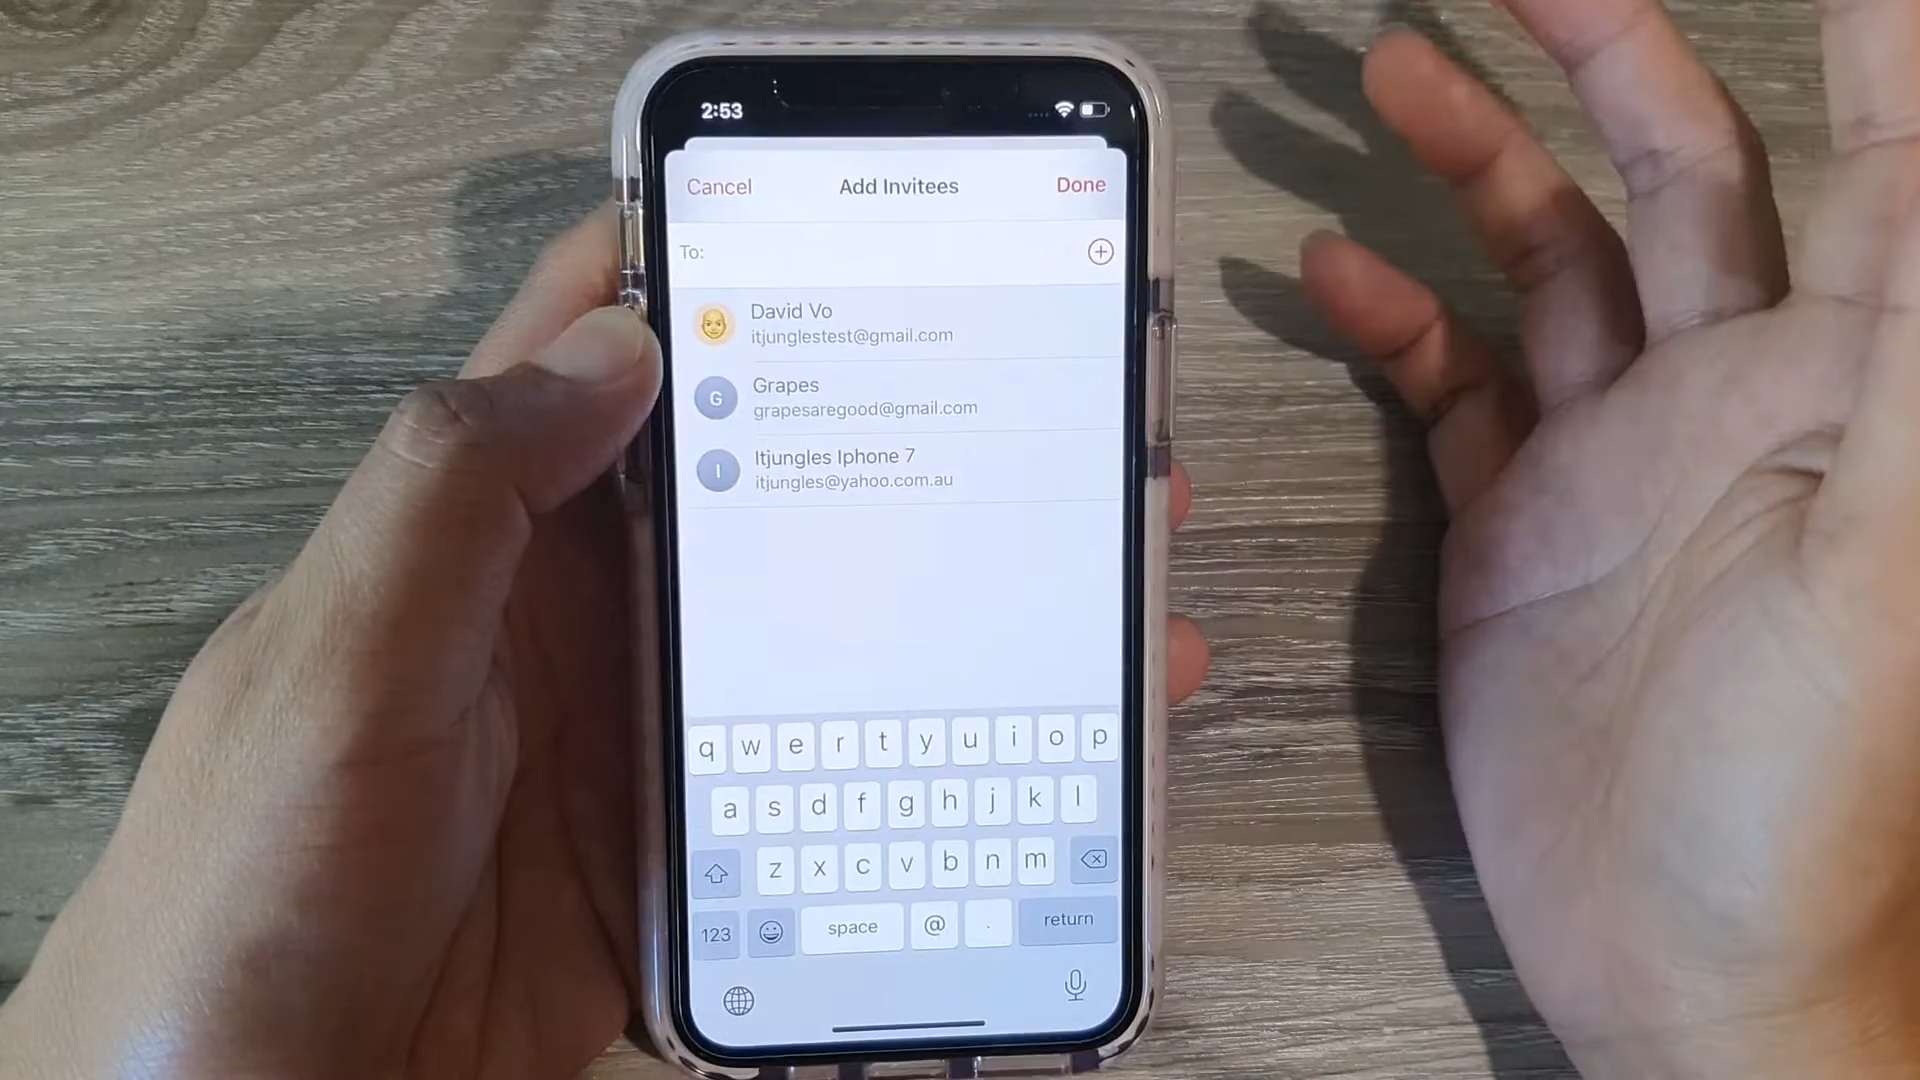 2:53
Cancel Add Invitees Done
To:
David Vo
itjunglestest@gmail.com
G Grapes
grapesaregood@gmail.com
I Itjungles Iphone 7
itjungles@yahoo.com.au
q w e r t y u i o p
a s d f g h j k l
z x c v b n m
123 space @ . return